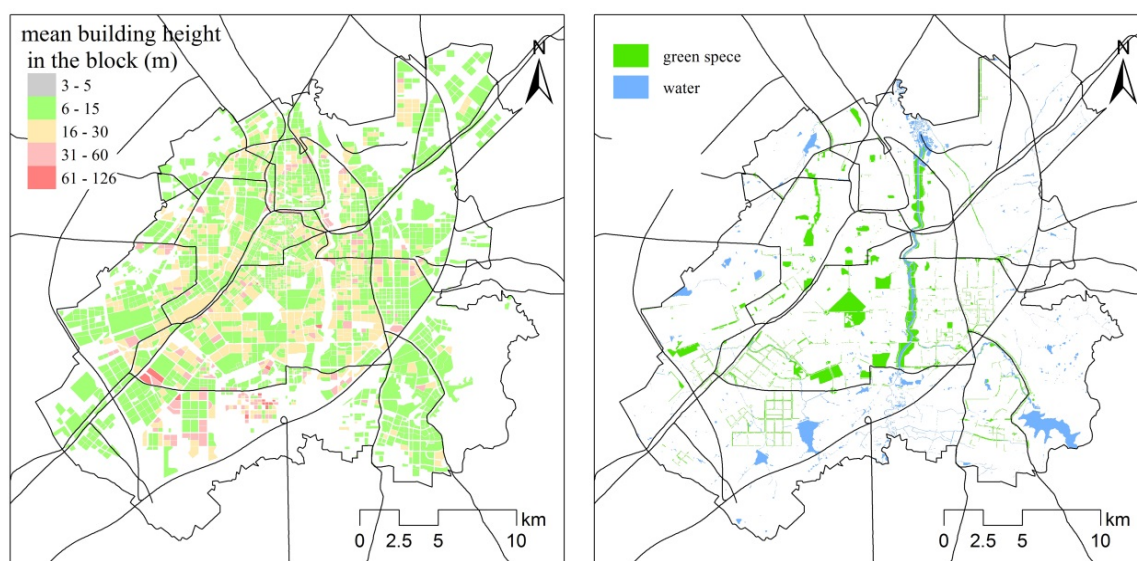 mean building height
in the block (m)
3 - 5
6 - 15
16 - 30
31 - 60
61 - 126
N
km
0 2.5 5 10
green spece
water
N
km
0 2.5 5 10